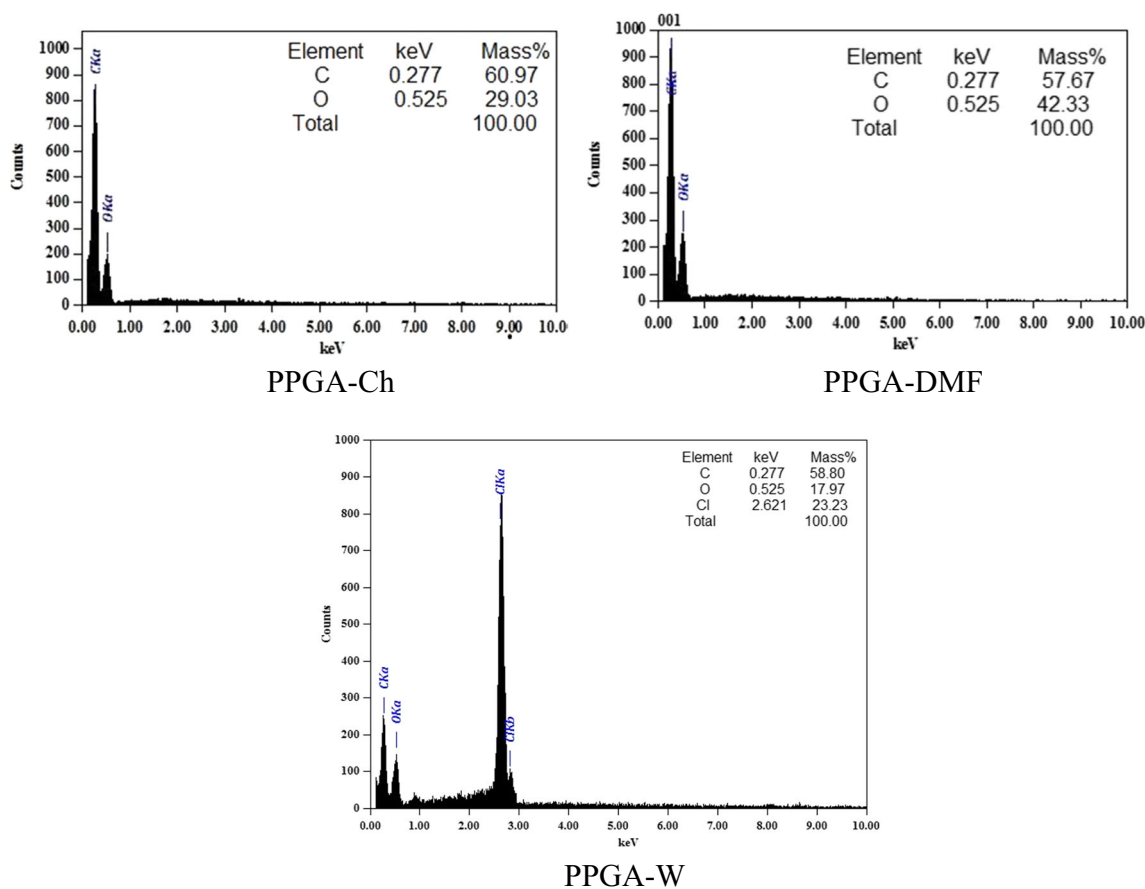 1000
900
800
700
600
500
400
300
200
100
0
Counts
CKa
OKa
Element keV Mass%
C 0.277 60.97
O 0.525 29.03
Total 100.00
0.00 1.00 2.00 3.00 4.00 5.00 6.00 7.00 8.00 9.00 10.0
keV
PPGA-Ch
001
1000
900
800
700
600
500
400
300
200
100
0
Counts
CKa
OKa
Element keV Mass%
C 0.277 57.67
O 0.525 42.33
Total 100.00
0.00 1.00 2.00 3.00 4.00 5.00 6.00 7.00 8.00 9.00 10.00
keV
PPGA-DMF
1000
900
800
700
600
500
400
300
200
100
0
Counts
CKa
OKa
ClKa
ClKb
Element keV Mass%
C 0.277 58.80
O 0.525 17.97
Cl 2.621 23.23
Total 100.00
0.00 1.00 2.00 3.00 4.00 5.00 6.00 7.00 8.00 9.00 10.00
keV
PPGA-W